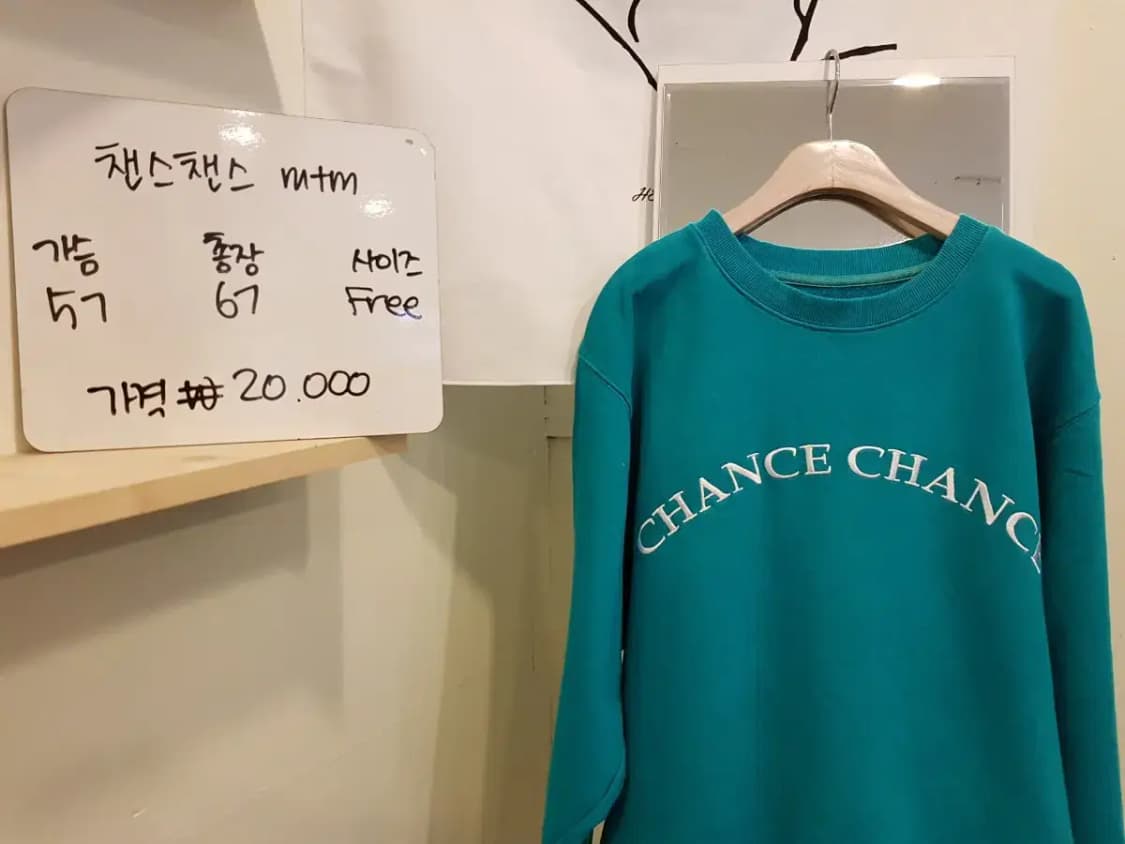 챈스챈스 mtm
가슴 총장 사이즈
57 67 Free
가격 ₩ 20.000
CHANCE CHANCE